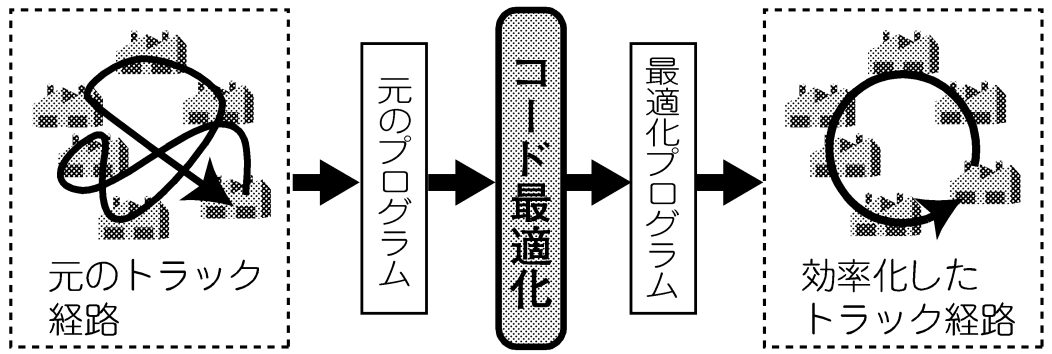 元のトラック
経路
元のプログラム
コード最適化
最適化プログラム
効率化した
トラック経路